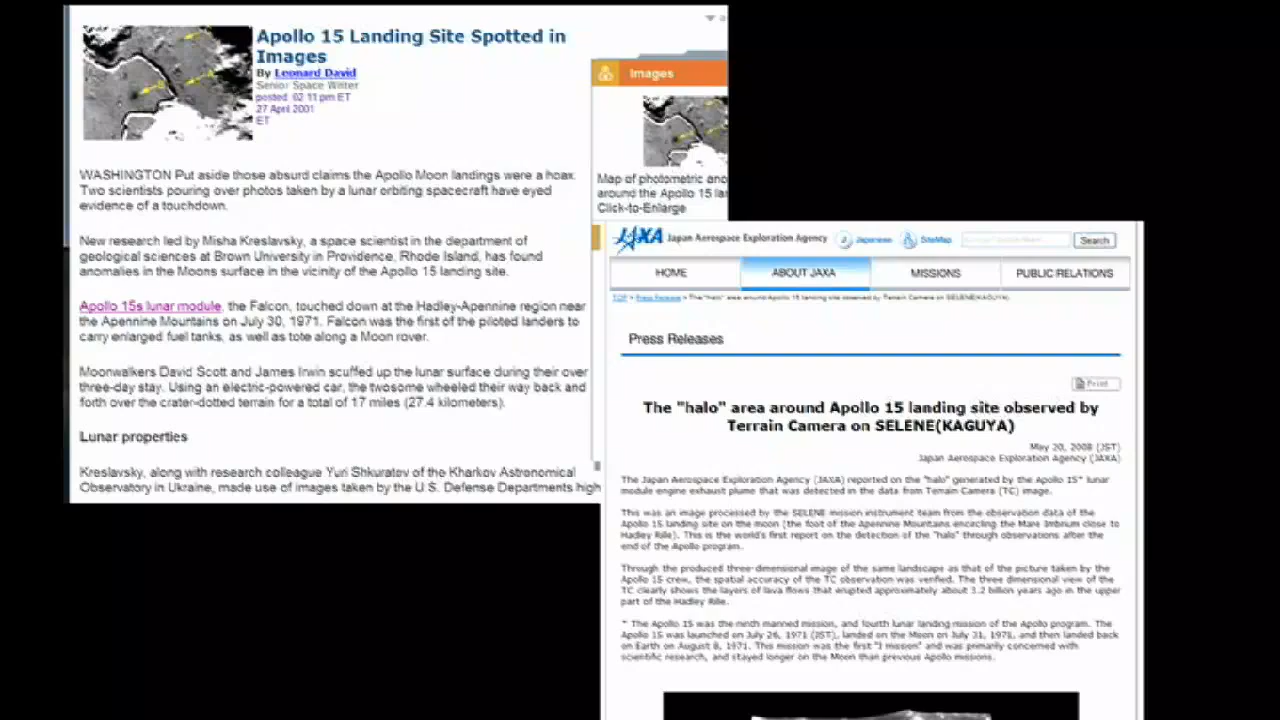 Apollo 15 Landing Site Spotted in
Images
By Leonard David
Senior Space Writer
posted: 02:11 pm ET
27 April 2001
ET
WASHINGTON Put aside those absurd claims the Apollo Moon landings were a hoax.
Two scientists pouring over photos taken by a lunar orbiting spacecraft have eyed
evidence of a touchdown.
New research led by Misha Kreslavsky, a space scientist in the department of
geological sciences at Brown University in Providence, Rhode Island, has found
anomalies in the Moons surface in the vicinity of the Apollo 15 landing site.
Apollo 15s lunar module, the Falcon, touched down at the Hadley-Apennine region near
the Apennine Mountains on July 30, 1971. Falcon was the first of the piloted landers to
carry enlarged fuel tanks, as well as tote along a Moon rover.
Moonwalkers David Scott and James Irwin scuffed up the lunar surface during their over
three-day stay. Using an electric-powered car, the twosome wheeled their way back and
forth over the crater-dotted terrain for a total of 17 miles (27.4 kilometers).
Lunar properties
Kreslavsky, along with research colleague Yuri Shkuratov of the Kharkov Astronomical
Observatory in Ukraine, made use of images taken by the U.S. Defense Departments high
Images
Map of photometric ano
around the Apollo 15 la
Click-to-Enlarge
JAXA Japan Aerospace Exploration Agency Japanese SiteMap Search
HOME ABOUT JAXA MISSIONS PUBLIC RELATIONS
TOP > Press Releases > The "halo" area around Apollo 15 landing site observed by Terrain Camera on SELENE(KAGUYA)
Press Releases
Print
The "halo" area around Apollo 15 landing site observed by
Terrain Camera on SELENE(KAGUYA)
May 20, 2008 (JST)
Japan Aerospace Exploration Agency (JAXA)
The Japan Aerospace Exploration Agency (JAXA) reported on the "halo" generated by the Apollo 15* lunar
module engine exhaust plume that was detected in the data from Terrain Camera (TC) image.
This was an image processed by the SELENE mission instrument team from the observation data of the
Apollo 15 landing site on the moon (the foot of the Apennine Mountains encircling the Mare Imbrium close to
Hadley Rille). This is the world's first report on the detection of the "halo" through observations after the
end of the Apollo program.
Through the produced three-dimensional image of the same landscape as that of the picture taken by the
Apollo 15 crew, the spatial accuracy of the TC observation was verified. The three dimensional view of the
TC clearly shows the layers of lava flows that erupted approximately about 3.2 billion years ago in the upper
part of the Hadley Rille.
* The Apollo 15 was the ninth manned mission, and fourth lunar landing mission of the Apollo program. The
Apollo 15 was launched on July 26, 1971 (JST), landed on the Moon on July 31, 1971, and then landed back
on Earth on August 8, 1971. This mission was the first "J mission" and was primarily concerned with
scientific research, and stayed longer on the Moon than previous Apollo missions.